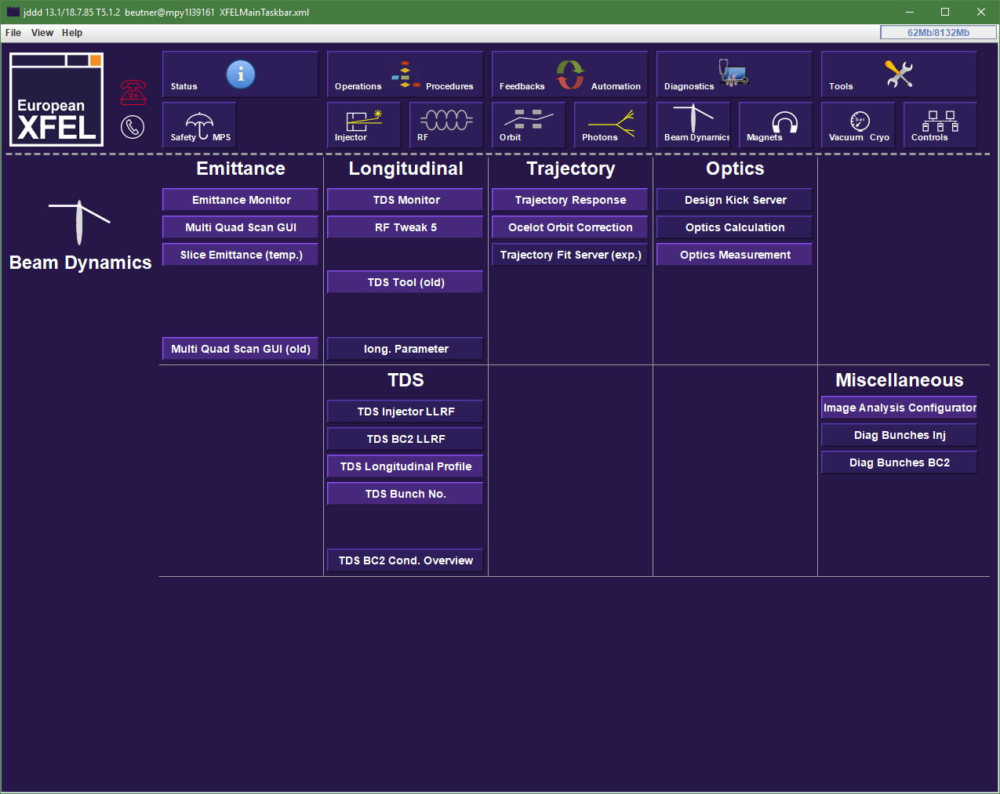 jddd 13.1/18.7.85 T5.1.2 beutner@mpy1l39161 XFELMainTaskbar.xml
File View Help
62Mb/8132Mb
European
XFEL
Status
i
Operations Procedures
Feedbacks Automation
Diagnostics
Tools
Safety MPS
Injector
RF
Orbit
Photons
Beam Dynamics
Magnets
bar
Vacuum Cryo
Controls
Beam Dynamics
Emittance
Emittance Monitor
Multi Quad Scan GUI
Slice Emittance (temp.)
Multi Quad Scan GUI (old)
Longitudinal
TDS Monitor
RF Tweak 5
TDS Tool (old)
long. Parameter
Trajectory
Trajectory Response
Ocelot Orbit Correction
Trajectory Fit Server (exp.)
Optics
Design Kick Server
Optics Calculation
Optics Measurement
TDS
TDS Injector LLRF
TDS BC2 LLRF
TDS Longitudinal Profile
TDS Bunch No.
TDS BC2 Cond. Overview
Miscellaneous
Image Analysis Configurator
Diag Bunches Inj
Diag Bunches BC2